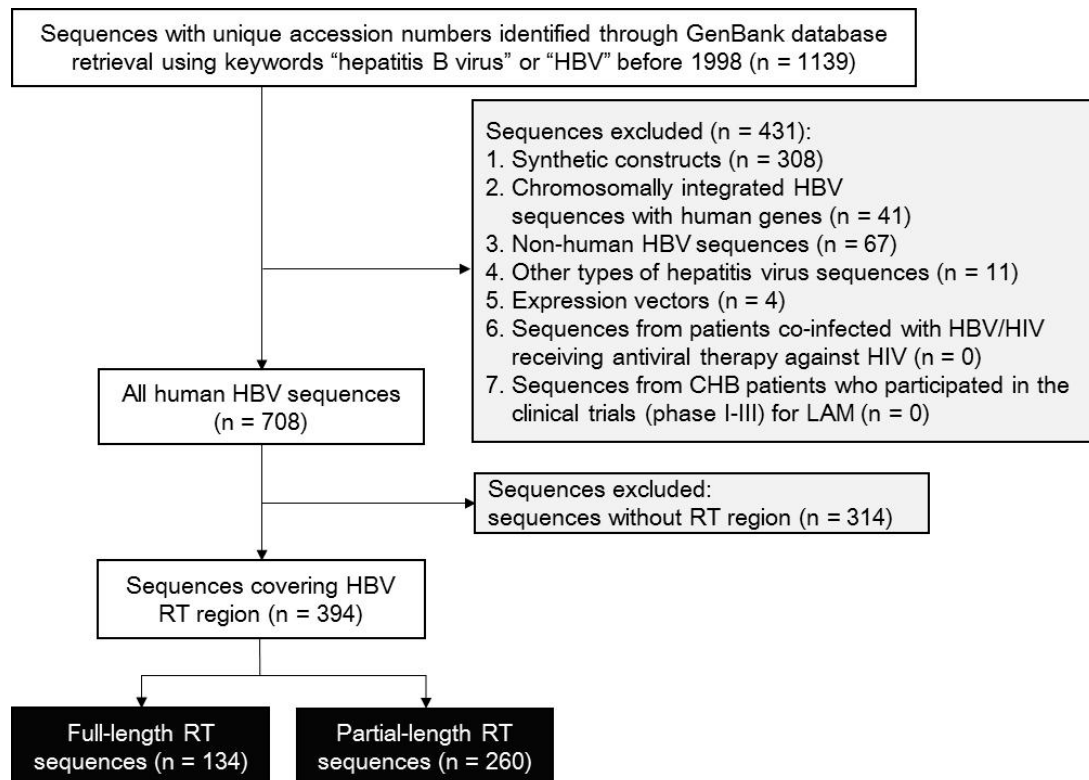 Sequences with unique accession numbers identified through GenBank database
retrieval using keywords “hepatitis B virus” or “HBV” before 1998 (n = 1139)
Sequences excluded (n = 431):
1. Synthetic constructs (n = 308)
2. Chromosomally integrated HBV
sequences with human genes (n = 41)
3. Non-human HBV sequences (n = 67)
4. Other types of hepatitis virus sequences (n = 11)
5. Expression vectors (n = 4)
6. Sequences from patients co-infected with HBV/HIV
receiving antiviral therapy against HIV (n = 0)
7. Sequences from CHB patients who participated in the
clinical trials (phase I-III) for LAM (n = 0)
All human HBV sequences
(n = 708)
Sequences excluded:
sequences without RT region (n = 314)
Sequences covering HBV
RT region (n = 394)
Full-length RT
sequences (n = 134)
Partial-length RT
sequences (n = 260)